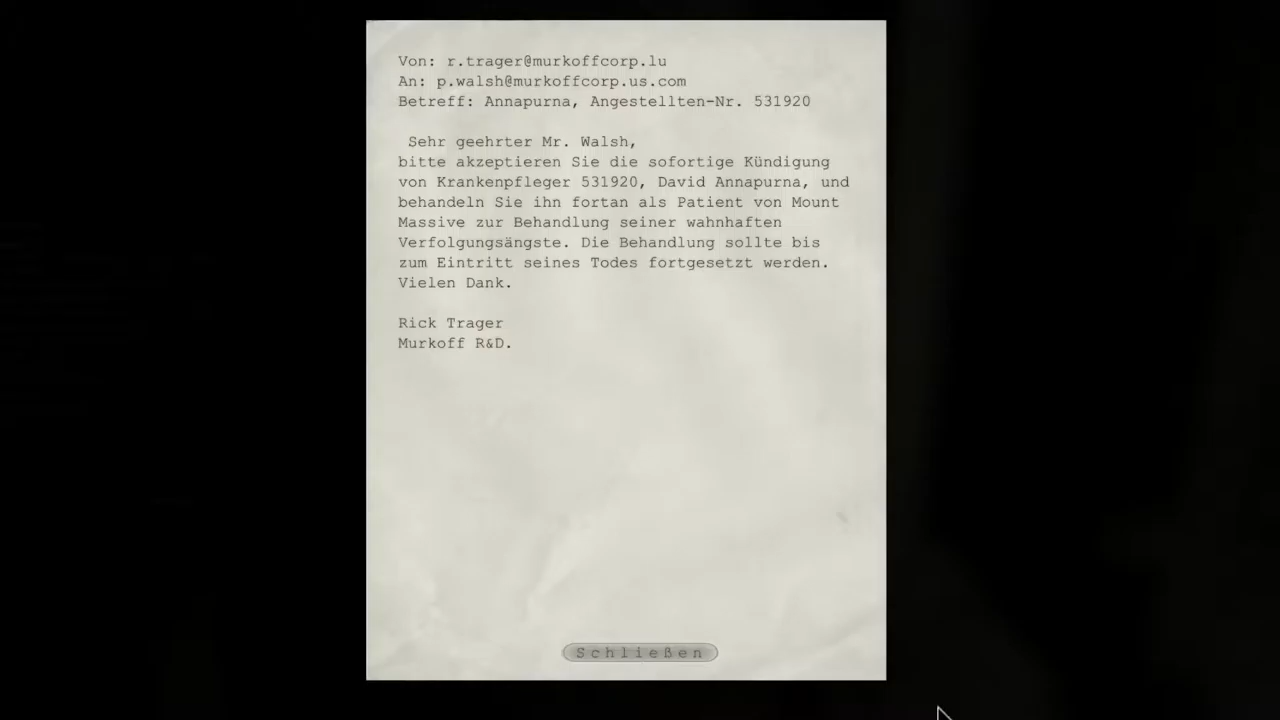 Von: r.trager@murkoffcorp.lu
An: p.walsh@murkoffcorp.us.com
Betreff: Annapurna, Angestellten-Nr. 531920
Sehr geehrter Mr. Walsh,
bitte akzeptieren Sie die sofortige Kündigung
von Krankenpfleger 531920, David Annapurna, und
behandeln Sie ihn fortan als Patient von Mount
Massive zur Behandlung seiner wahnhaften
Verfolgungsängste. Die Behandlung sollte bis
zum Eintritt seines Todes fortgesetzt werden.
Vielen Dank.
Rick Trager
Murkoff R&D.
Schließen